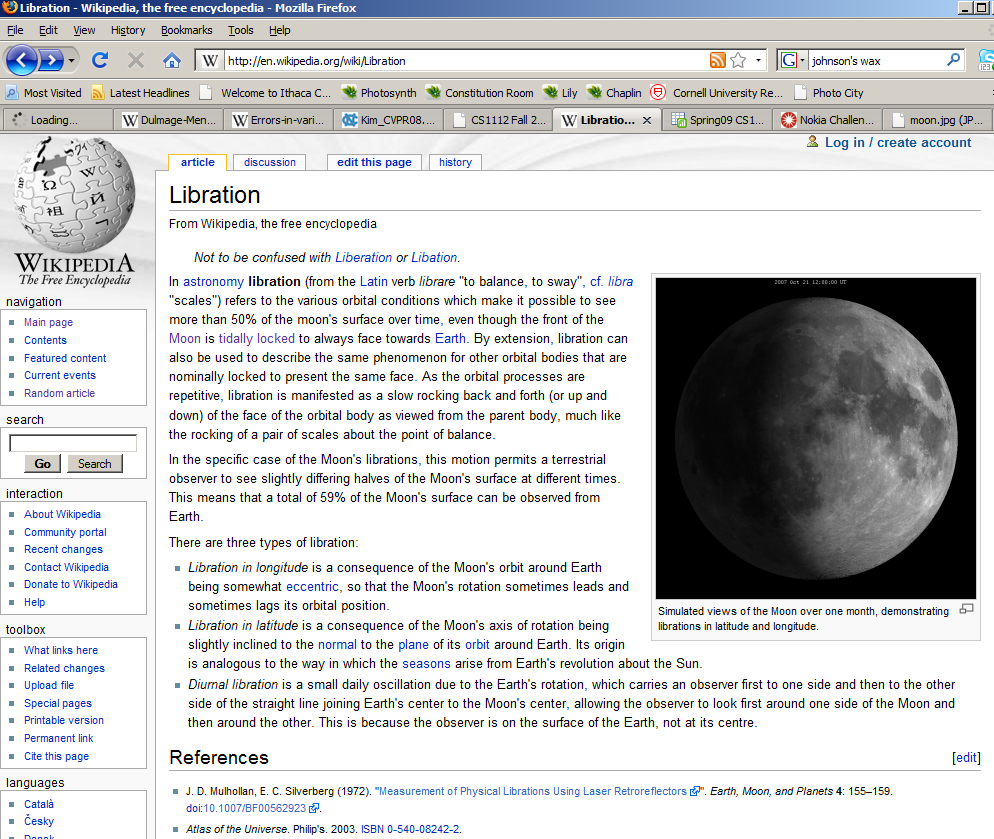 Libration - Wikipedia, the free encyclopedia - Mozilla Firefox
File Edit View History Bookmarks Tools Help
W http://en.wikipedia.org/wiki/Libration G johnson's wax
Most Visited Latest Headlines Welcome to Ithaca C... Photosynth Constitution Room Lily Chaplin Cornell University Re... Photo City
Loading... W Dulmage-Men... W Errors-in-vari... Kim_CVPR08.... CS1112 Fall 2... W Libratio... Spring09 CS1... Nokia Challen... moon.jpg (JP...
Log in / create account
article discussion edit this page history
WIKIPEDIA
The Free Encyclopedia
navigation
Main page
Contents
Featured content
Current events
Random article
search
Go Search
interaction
About Wikipedia
Community portal
Recent changes
Contact Wikipedia
Donate to Wikipedia
Help
toolbox
What links here
Related changes
Upload file
Special pages
Printable version
Permanent link
Cite this page
languages
Català
Česky
Dansk
Libration
From Wikipedia, the free encyclopedia
Not to be confused with Liberation or Libation.
In astronomy libration (from the Latin verb librare "to balance, to sway", cf. libra
"scales") refers to the various orbital conditions which make it possible to see
more than 50% of the moon's surface over time, even though the front of the
Moon is tidally locked to always face towards Earth. By extension, libration can
also be used to describe the same phenomenon for other orbital bodies that are
nominally locked to present the same face. As the orbital processes are
repetitive, libration is manifested as a slow rocking back and forth (or up and
down) of the face of the orbital body as viewed from the parent body, much like
the rocking of a pair of scales about the point of balance.
In the specific case of the Moon's librations, this motion permits a terrestrial
observer to see slightly differing halves of the Moon's surface at different times.
This means that a total of 59% of the Moon's surface can be observed from
Earth.
There are three types of libration:
2007 Oct 21 12:00:00 UT
Simulated views of the Moon over one month, demonstrating
librations in latitude and longitude.
Libration in longitude is a consequence of the Moon's orbit around Earth
being somewhat eccentric, so that the Moon's rotation sometimes leads and
sometimes lags its orbital position.
Libration in latitude is a consequence of the Moon's axis of rotation being
slightly inclined to the normal to the plane of its orbit around Earth. Its origin
is analogous to the way in which the seasons arise from Earth's revolution about the Sun.
Diurnal libration is a small daily oscillation due to the Earth's rotation, which carries an observer first to one side and then to the other
side of the straight line joining Earth's center to the Moon's center, allowing the observer to look first around one side of the Moon and
then around the other. This is because the observer is on the surface of the Earth, not at its centre.
References [edit]
J. D. Mulhollan, E. C. Silverberg (1972). "Measurement of Physical Librations Using Laser Retroreflectors". Earth, Moon, and Planets 4: 155–159.
doi:10.1007/BF00562923.
Atlas of the Universe. Philip's. 2003. ISBN 0-540-08242-2.